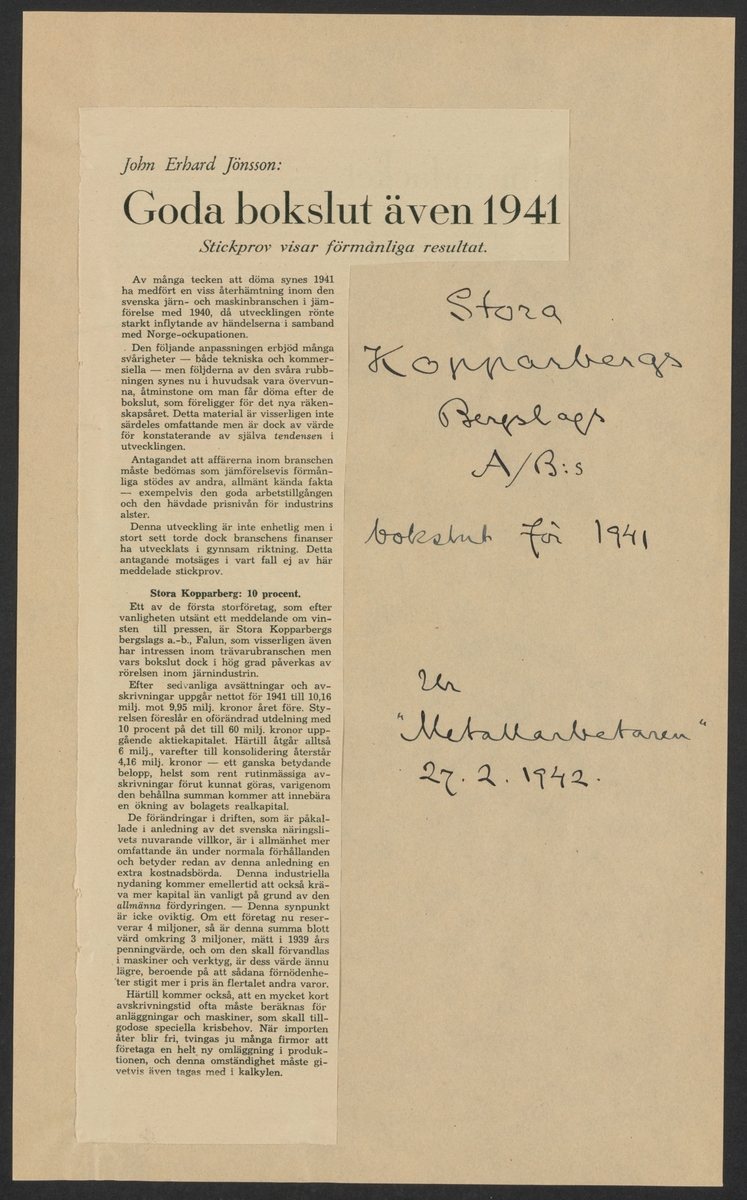 John Erhard Jönsson:
Goda bokslut även 1941
Stickprov visar förmånliga resultat.
Av många tecken att döma synes 1941
ha medfört en viss återhämtning inom den
svenska järn- och maskinbranschen i jäm-
förelse med 1940, då utvecklingen rönte
starkt inflytande av händelserna i samband
med Norge-ockupationen.
Den följande anpassningen erbjöd många
svårigheter — både tekniska och kommer-
siella — men följderna av den svåra rubb-
ningen synes nu i huvudsak vara övervun-
na, åtminstone om man får döma efter de
bokslut, som föreligger för det nya räken-
skapsåret. Detta material är visserligen inte
särdeles omfattande men är dock av värde
för konstaterande av själva tendensen i
utvecklingen.
Antagandet att affärerna inom branschen
måste bedömas som jämförelsevis förmån-
liga stödes av andra, allmänt kända fakta
— exempelvis den goda arbetstillgången
och den hävdade prisnivån för industrins
alster.
Denna utveckling är inte enhetlig men i
stort sett torde dock branschens finanser
ha utvecklats i gynnsam riktning. Detta
antagande motsäges i vart fall ej av här
meddelade stickprov.
Stora Kopparberg: 10 procent.
Ett av de första storföretag, som efter
vanligheten utsänt ett meddelande om vin-
sten till pressen, är Stora Kopparbergs
bergslags a.-b., Falun, som visserligen även
har intressen inom trävarubranschen men
vars bokslut dock i hög grad påverkas av
rörelsen inom järnindustrin.
Efter sedvanliga avsättningar och av-
skrivningar uppgår nettot för 1941 till 10,16
milj. mot 9,95 milj. kronor året före. Sty-
relsen föreslår en oförändrad utdelning med
10 procent på det till 60 milj. kronor upp-
gående aktiekapitalet. Härtill åtgår alltså
6 milj., varefter till konsolidering återstår
4,16 milj. kronor — ett ganska betydande
belopp, helst som rent rutinmässiga av-
skrivningar förut kunnat göras, varigenom
den behållna summan kommer att innebära
en ökning av bolagets realkapital.
De förändringar i driften, som är påkal-
lade i anledning av det svenska näringsli-
vets nuvarande villkor, är i allmänhet mer
omfattande än under normala förhållanden
och betyder redan av denna anledning en
extra kostnadsbörda. Denna industriella
nydaning kommer emellertid att också krä-
va mer kapital än vanligt på grund av den
allmänna fördyringen. — Denna synpunkt
är icke oviktig. Om ett företag nu reser-
verar 4 miljoner, så är denna summa blott
värd omkring 3 miljoner, mätt i 1939 års
penningvärde, och om den skall förvandlas
i maskiner och verktyg, är dess värde ännu
lägre, beroende på att sådana förnödenhe-
ter stigit mer i pris än flertalet andra varor.
Härtill kommer också, att en mycket kort
avskrivningstid ofta måste beräknas för
anläggningar och maskiner, som skall till-
godose speciella krisbehov. När importen
åter blir fri, tvingas ju många firmor att
företaga en helt ny omläggning i produk-
tionen, och denna omständighet måste gi-
vetvis även tagas med i kalkylen.
Stora
Kopparbergs
Bergslags
A/B:s
bokslut för 1941
Ur
"Metallarbetaren"
27. 2. 1942.